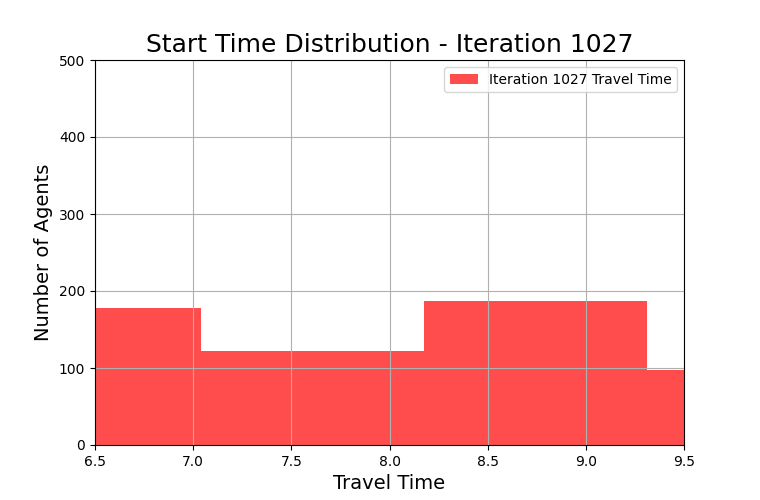 Start Time Distribution - Iteration 1027
Iteration 1027 Travel Time
Number of Agents
500
400
300
200
100
0
6.5 7.0 7.5 8.0 8.5 9.0 9.5
Travel Time